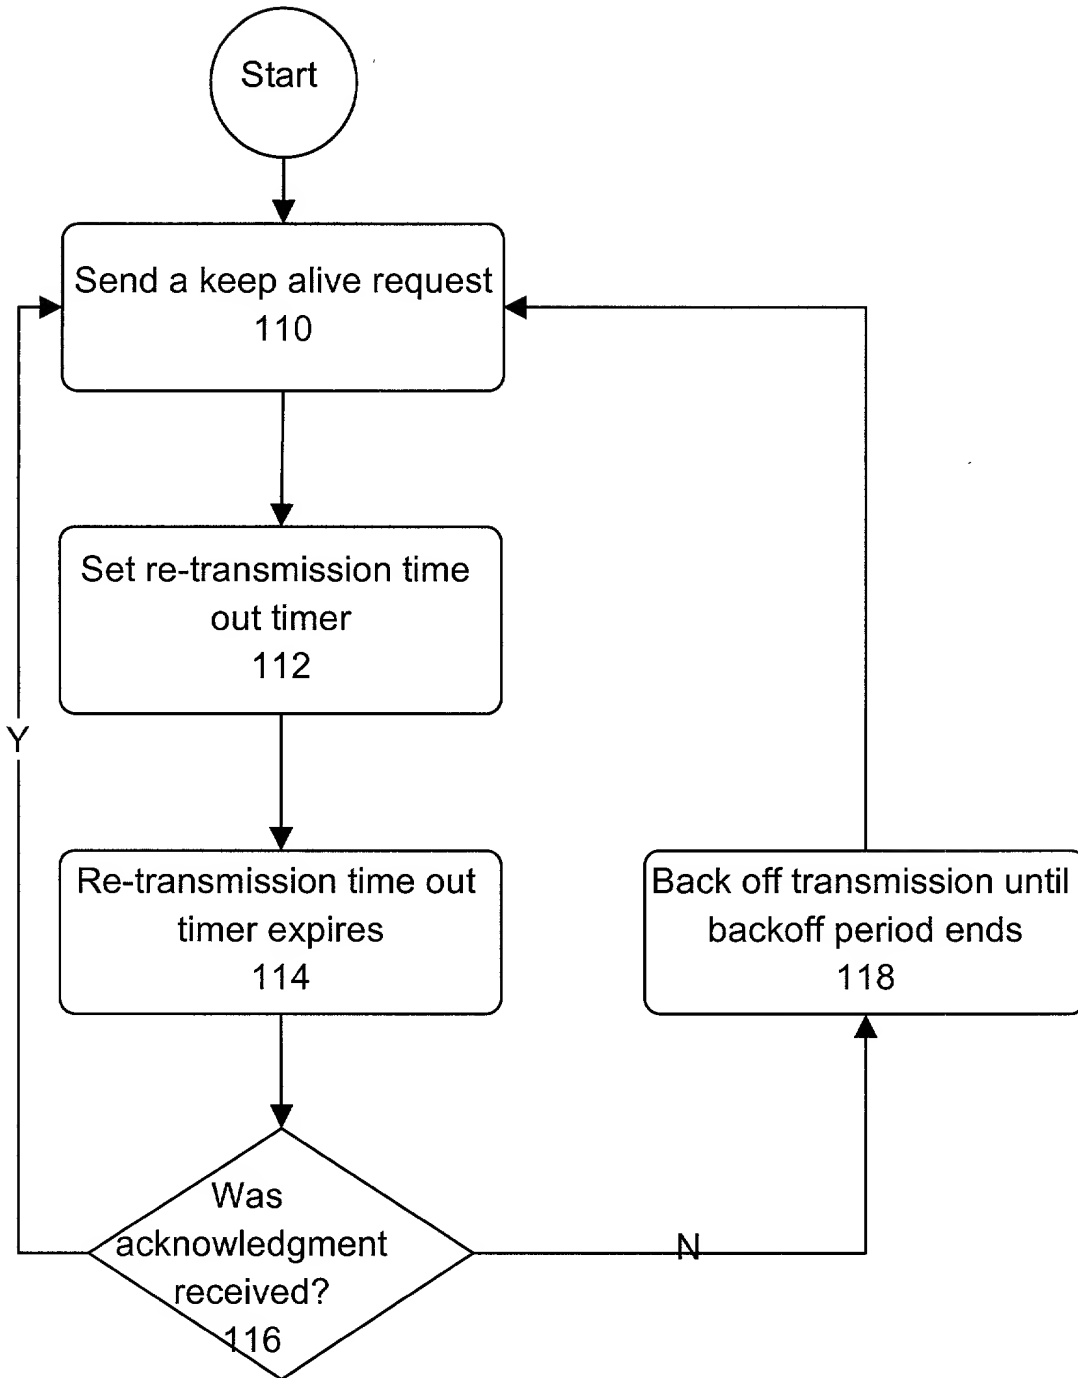 Start
Send a keep alive request
110
Set re-transmission time
out timer
112
Y
Re-transmission time out
timer expires
114
Back off transmission until
backoff period ends
118
Was
acknowledgment
received?
116
N